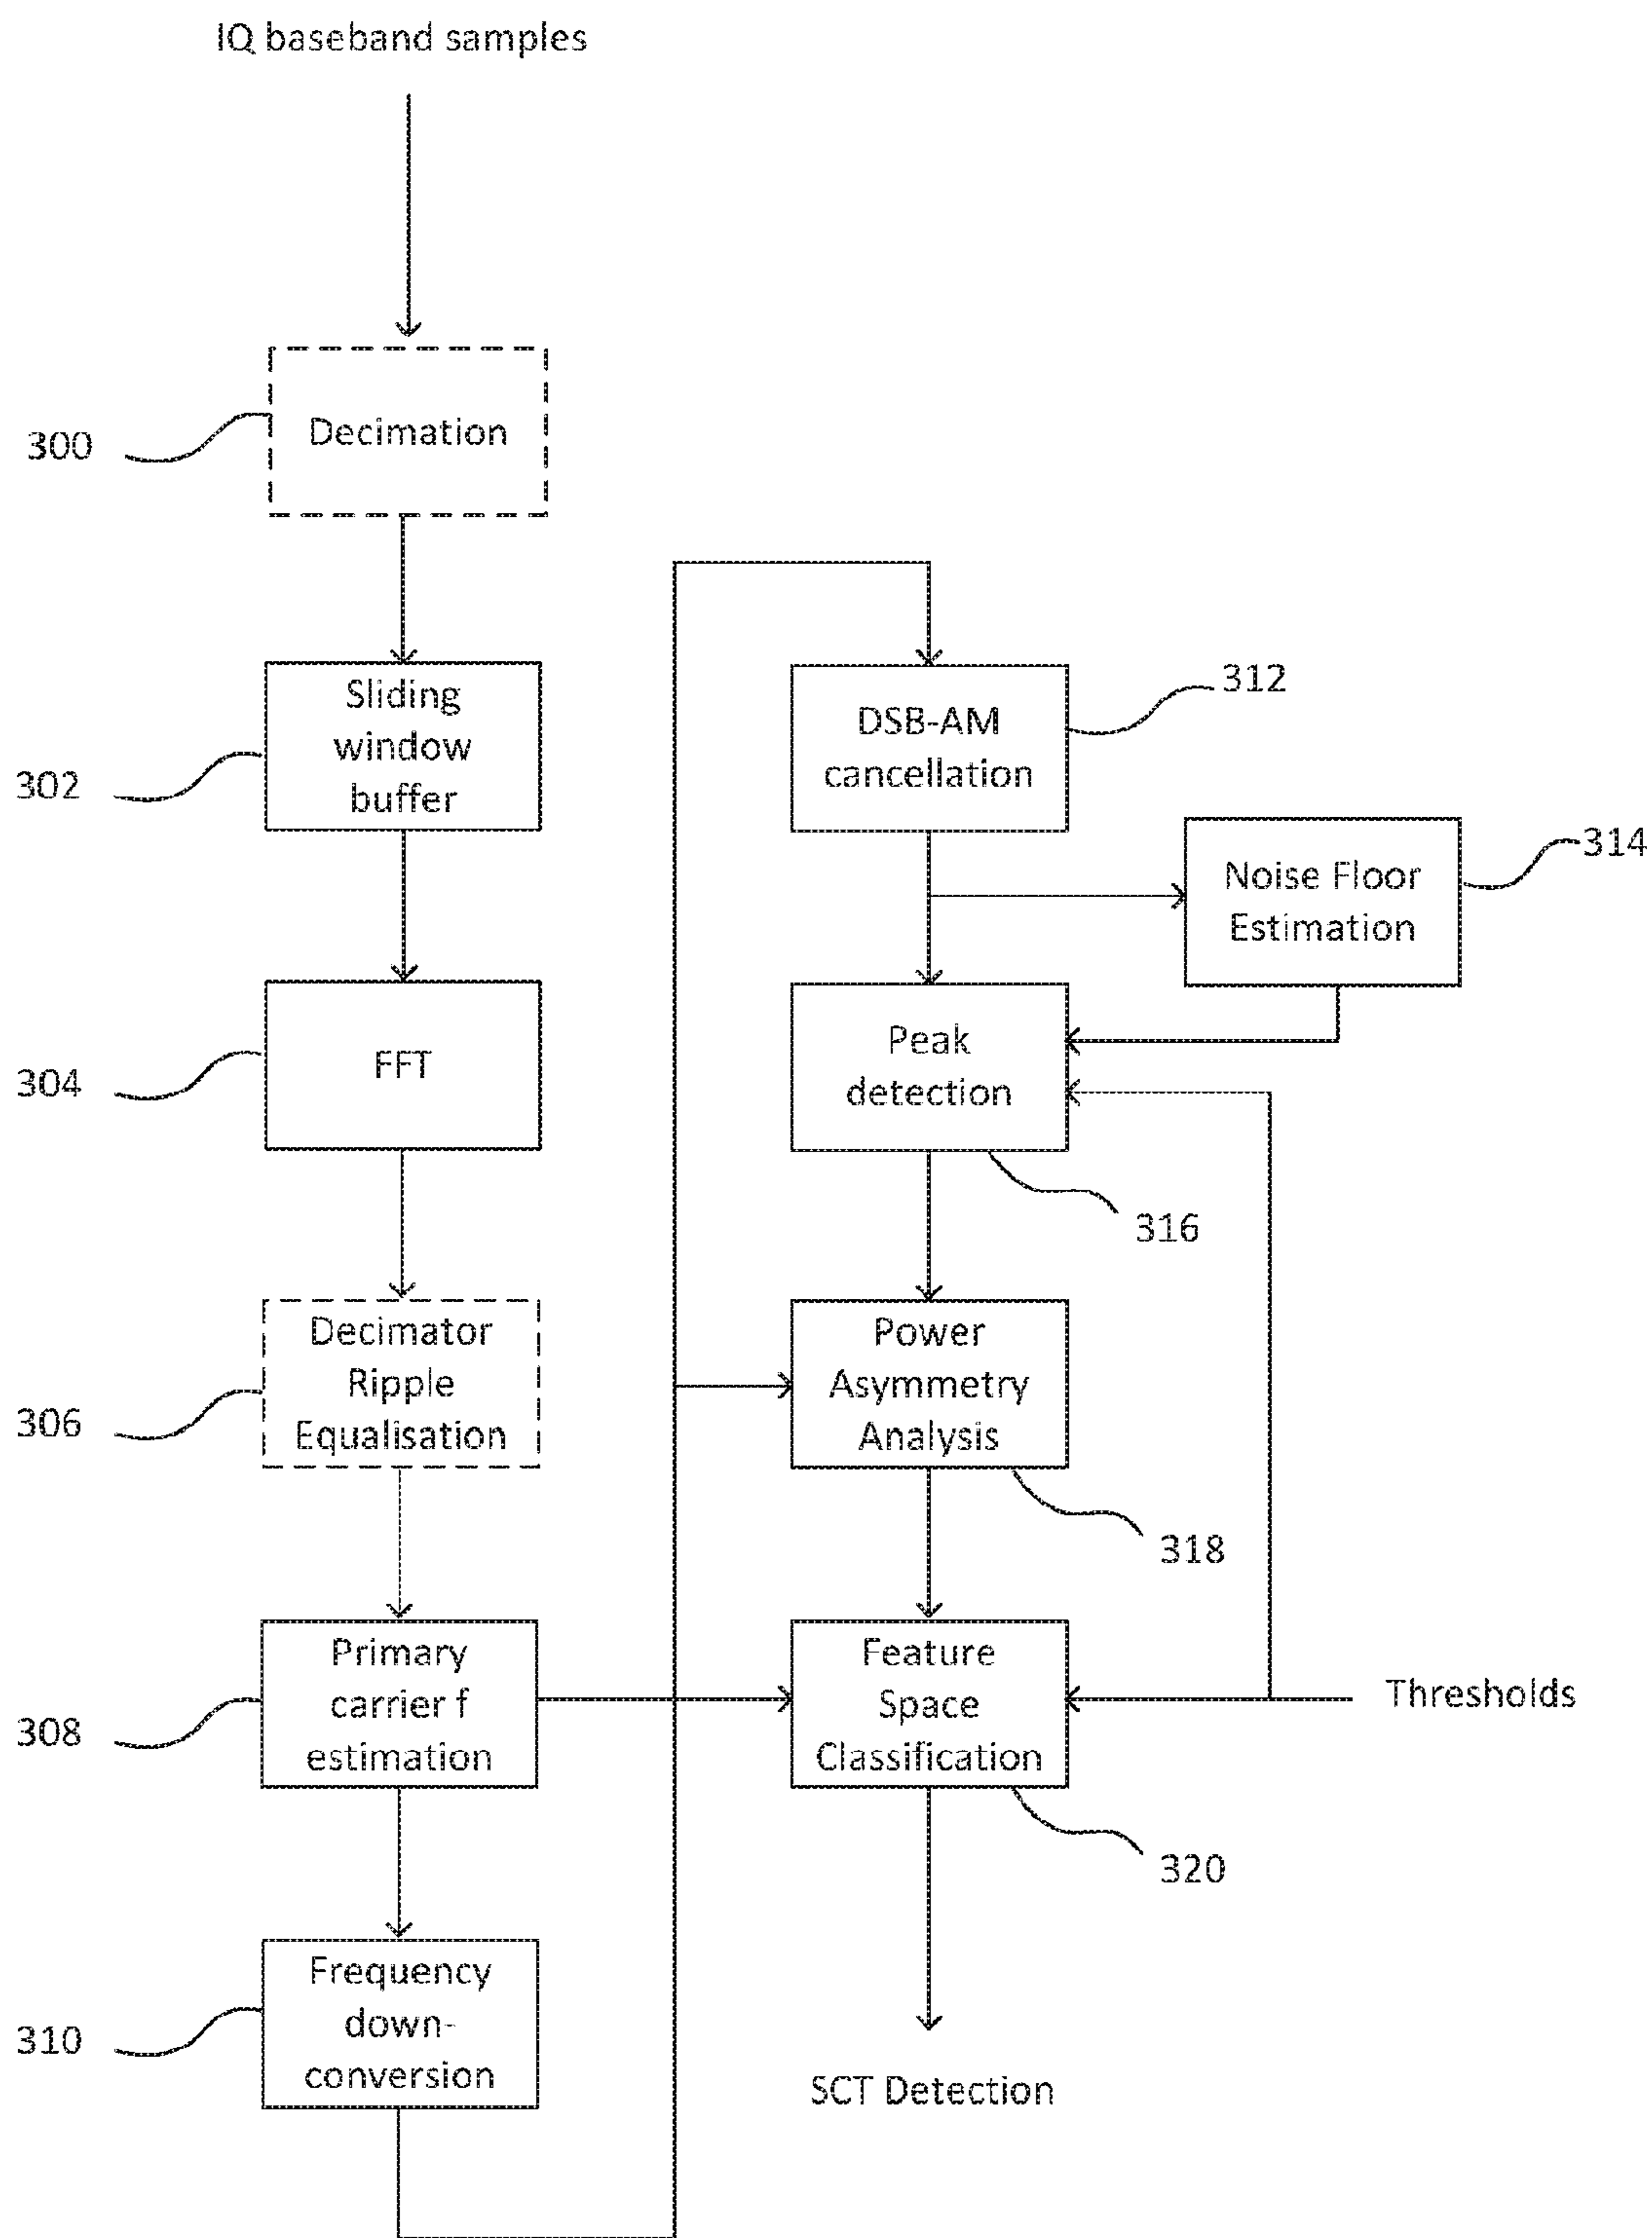 IQ baseband samples
300
Decimation
302
Sliding
window
buffer
304
FFT
306
Decimator
Ripple
Equalisation
308
Primary
carrier f
estimation
310
Frequency
down-
conversion
312
DSB-AM
cancellation
314
Noise Floor
Estimation
Peak
detection
316
Power
Asymmetry
Analysis
318
Feature
Space
Classification
Thresholds
320
SCT Detection